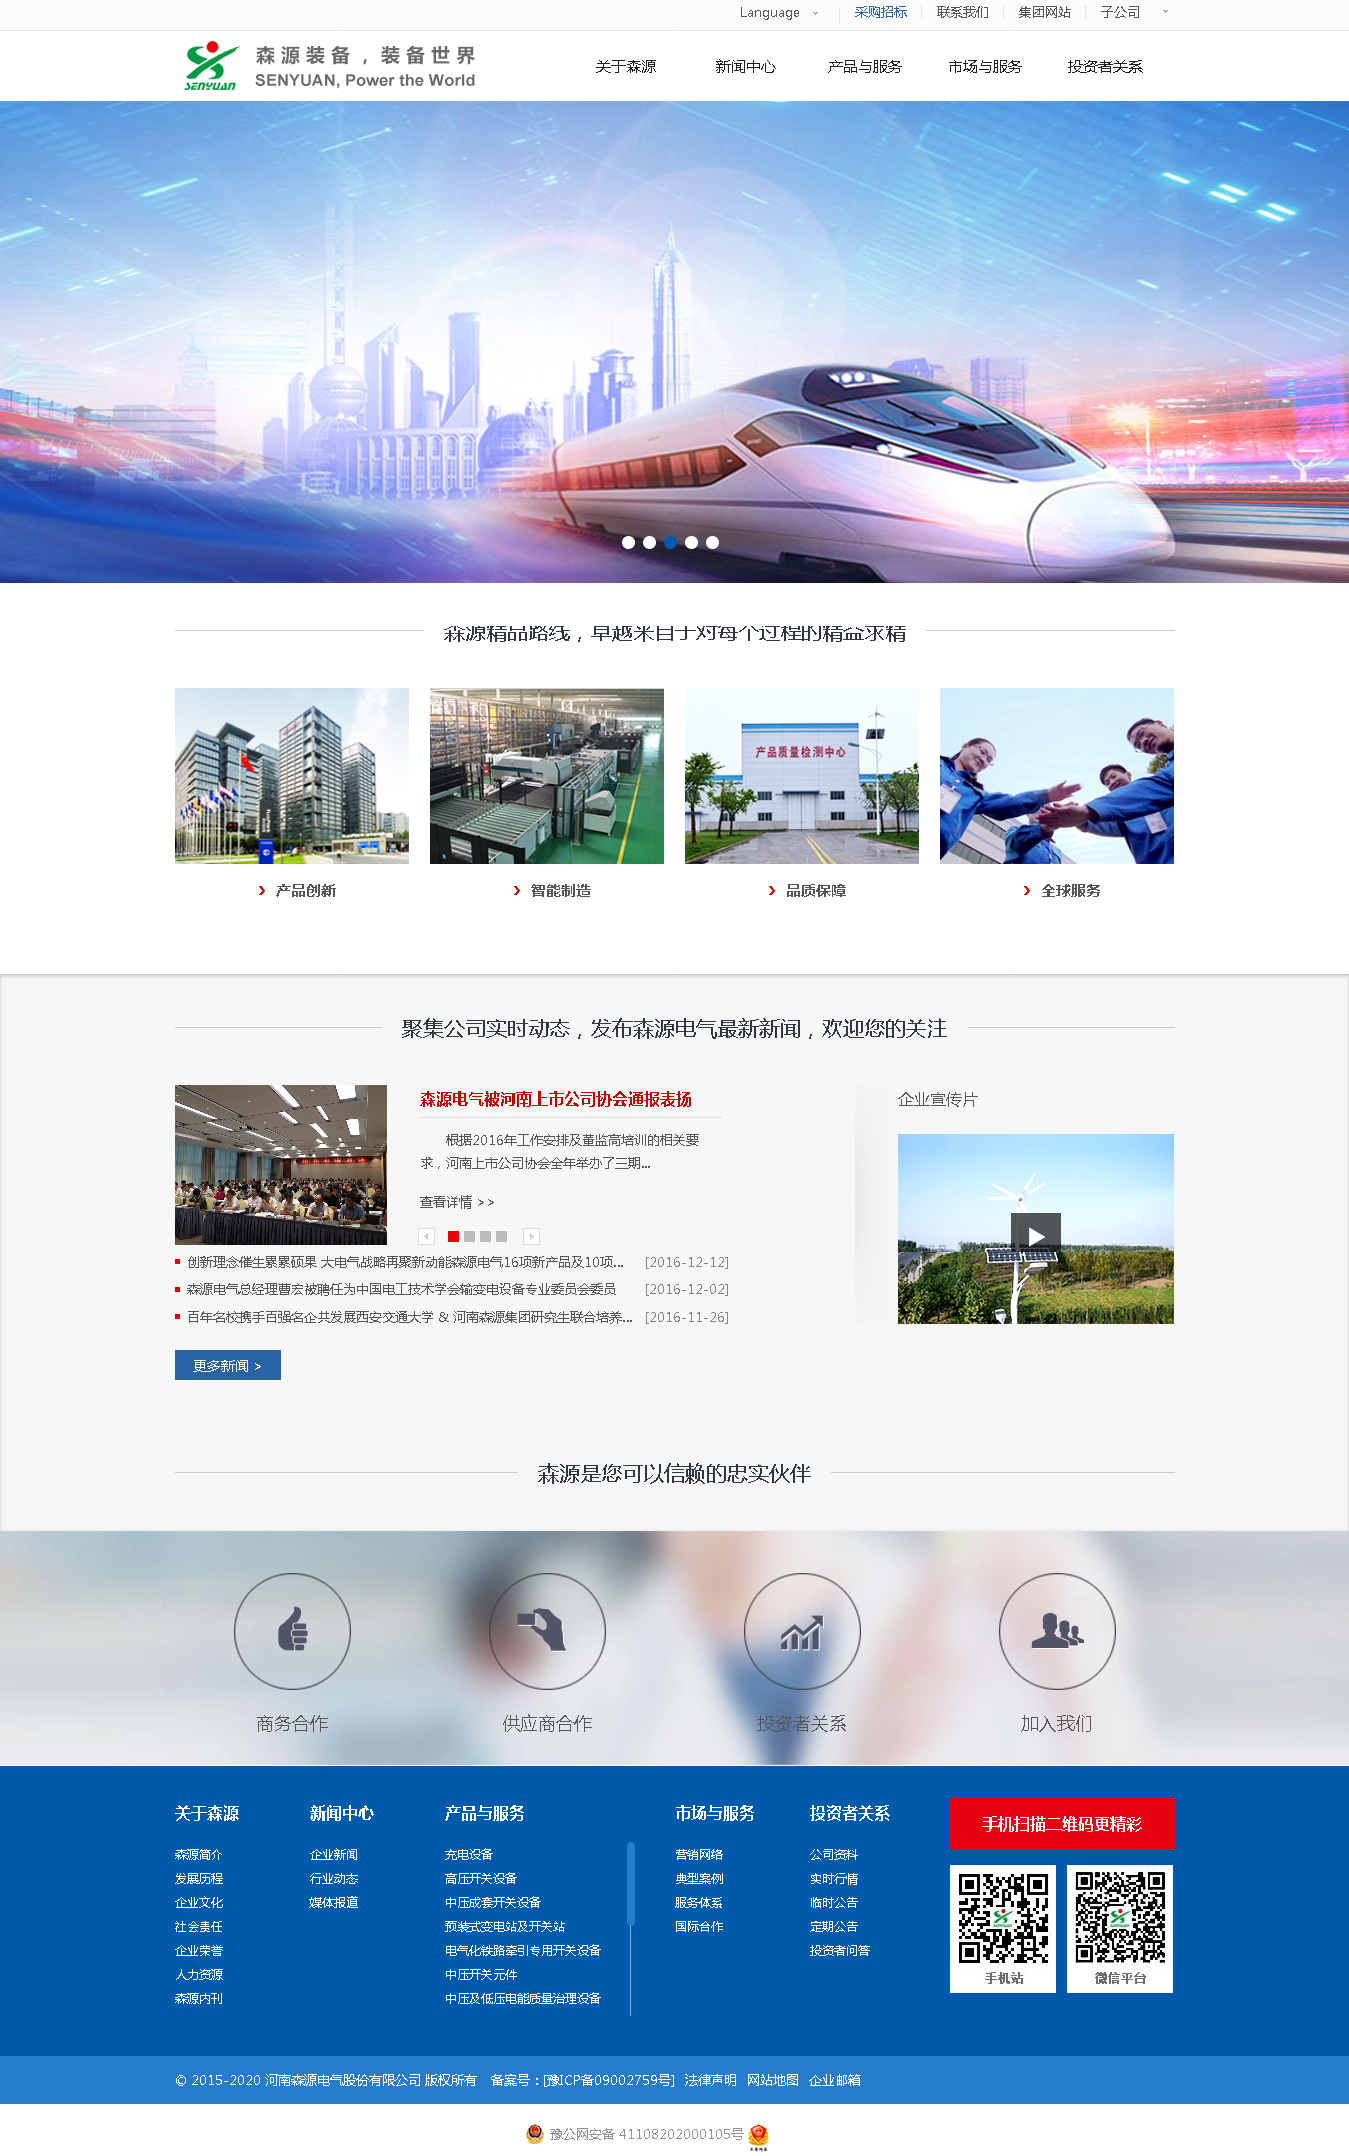 Language
采购招标
联系我们
集团网站
子公司
SENYUAN
森源装备，装备世界
SENYUAN, Power the World
关于森源
新闻中心
产品与服务
市场与服务
投资者关系
森源精品路线，卓越来自于对每个过程的精益求精
产品质量检测中心
产品创新
智能制造
品质保障
全球服务
聚集公司实时动态，发布森源电气最新新闻，欢迎您的关注
森源电气被河南上市公司协会通报表扬
根据2016年工作安排及董监高培训的相关要
求，河南上市公司协会全年举办了三期...
查看详情 >>
企业宣传片
创新理念催生累累硕果 大电气战略再聚新动能森源电气16项新产品及10项... [2016-12-12]
森源电气总经理曹宏被聘任为中国电工技术学会输变电设备专业委员会委员 [2016-12-02]
百年名校携手百强名企共发展西安交通大学 & 河南森源集团研究生联合培养... [2016-11-26]
更多新闻 >
森源是您可以信赖的忠实伙伴
商务合作
供应商合作
投资者关系
加入我们
关于森源
森源简介
发展历程
企业文化
社会责任
企业荣誉
人力资源
森源内刊
新闻中心
企业新闻
行业动态
媒体报道
产品与服务
充电设备
高压开关设备
中压成套开关设备
预装式变电站及开关站
电气化铁路牵引专用开关设备
中压开关元件
中压及低压电能质量治理设备
市场与服务
营销网络
典型案例
服务体系
国际合作
投资者关系
公司资料
实时行情
临时公告
定期公告
投资者问答
手机扫描二维码更精彩
手机站
微信平台
© 2015-2020 河南森源电气股份有限公司 版权所有 备案号：[豫ICP备09002759号] 法律声明 网站地图 企业邮箱
豫公网安备 41108202000105号